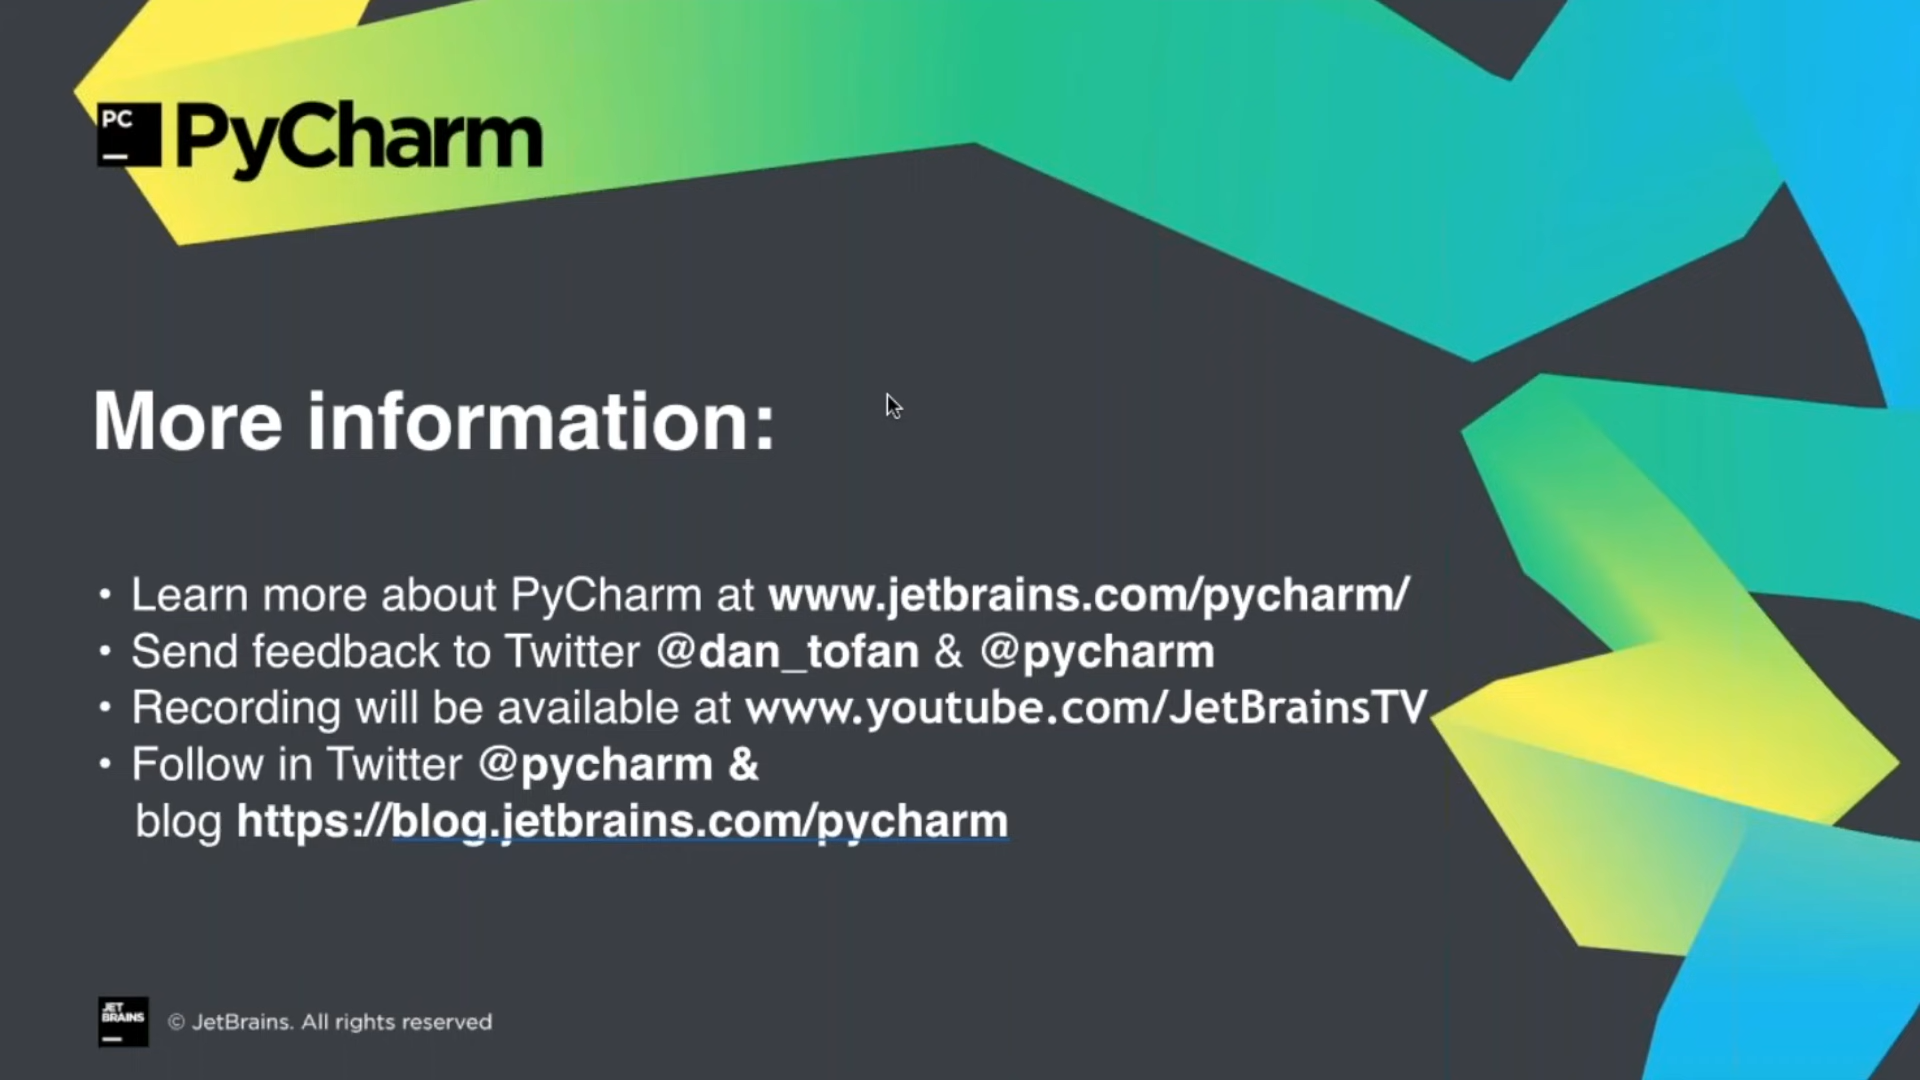 PC
PyCharm
More information:
• Learn more about PyCharm at www.jetbrains.com/pycharm/
• Send feedback to Twitter @dan_tofan & @pycharm
• Recording will be available at www.youtube.com/JetBrainsTV
• Follow in Twitter @pycharm &
blog https://blog.jetbrains.com/pycharm
JET
BRAINS
© JetBrains. All rights reserved